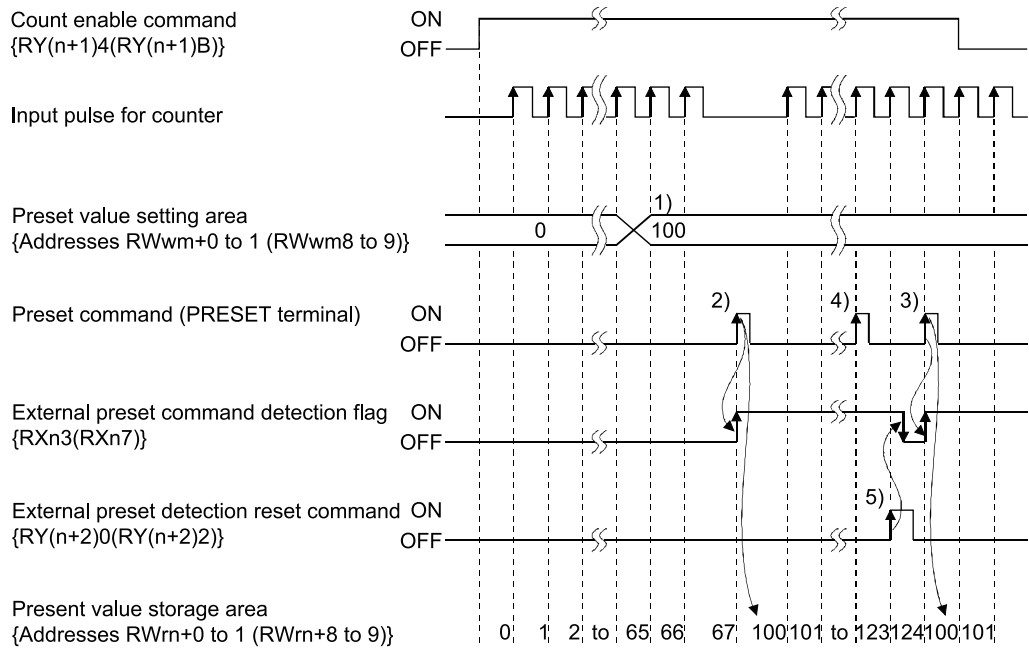 Count enable command
{RY(n+1)4(RY(n+1)B)}
ON
OFF
Input pulse for counter
Preset value setting area
{Addresses RWwm+0 to 1 (RWwm8 to 9)}
0
1)
100
Preset command (PRESET terminal)
ON
OFF
2)
4)
3)
External preset command detection flag
{RXn3(RXn7)}
ON
OFF
External preset detection reset command
{RY(n+2)0(RY(n+2)2)}
ON
OFF
5)
Present value storage area
{Addresses RWrn+0 to 1 (RWrn+8 to 9)}
0 1 2 to 65 66 67 100 101 to 123 124 100 101